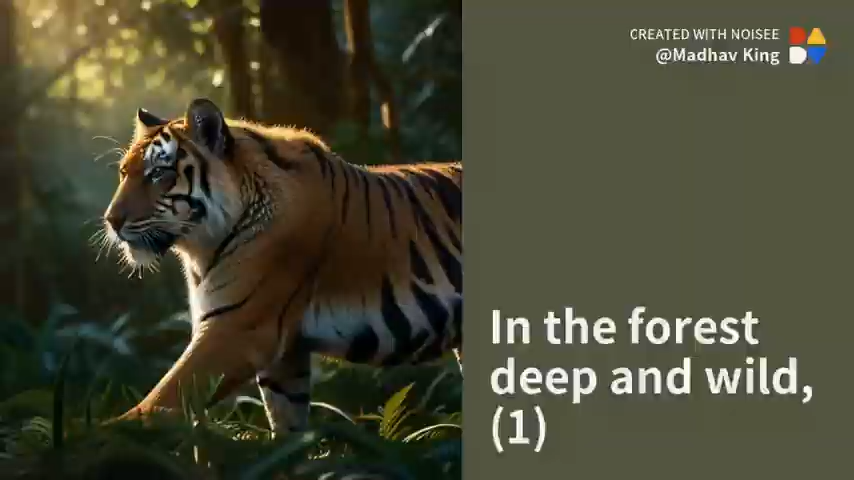 CREATED WITH NOISEE
@Madhav King
In the forest
deep and wild,
(1)